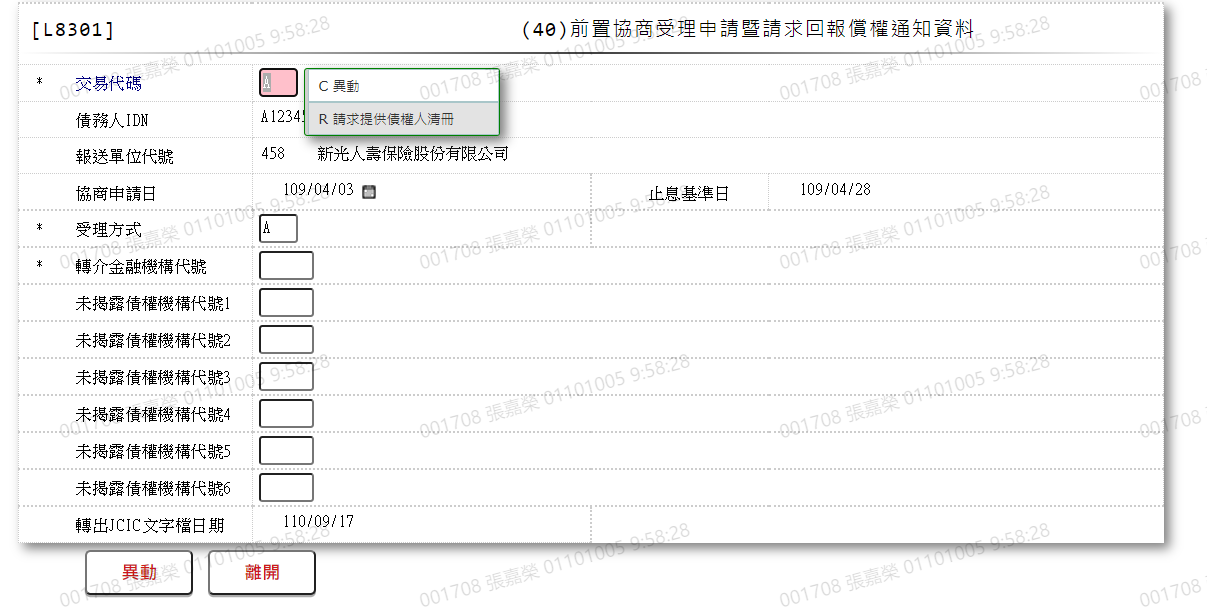 [L8301] (40)前置協商受理申請暨請求回報償權通知資料
* 交易代碼 A
C 異動
R 請求提供債權人清冊
債務人IDN A1234
報送單位代號 458 新光人壽保險股份有限公司
協商申請日 109/04/03 止息基準日 109/04/28
* 受理方式 A
* 轉介金融機構代號
未揭露債權機構代號1
未揭露債權機構代號2
未揭露債權機構代號3
未揭露債權機構代號4
未揭露債權機構代號5
未揭露債權機構代號6
轉出JCIC文字檔日期 110/09/17
異動 離開
001708 張嘉榮 01101005 9:58:28